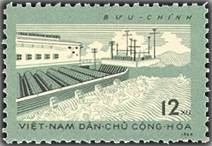 BƯU-CHÍNH
12 XU
VIỆT-NAM DÂN-CHỦ CỘNG-HÒA
1964